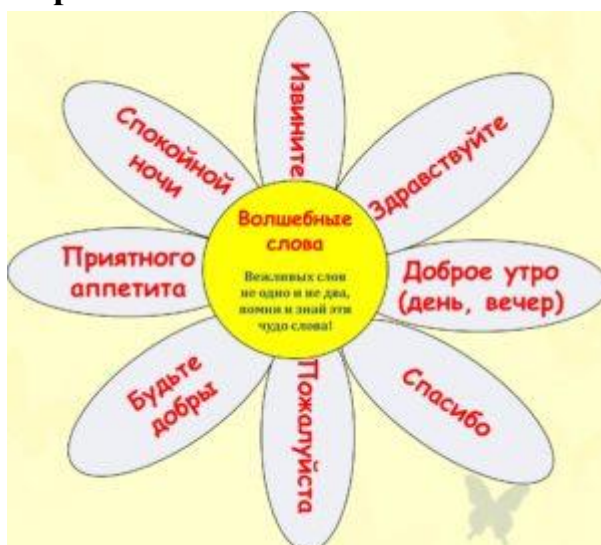 Волшебные
слова
Вежливых слов
не одно и не два,
помни и знай эти
чудо слова!
Извините
Здравствуйте
Доброе утро
(день, вечер)
Спасибо
Пожалуйста
Будьте
добры
Приятного
аппетита
Спокойной
ночи